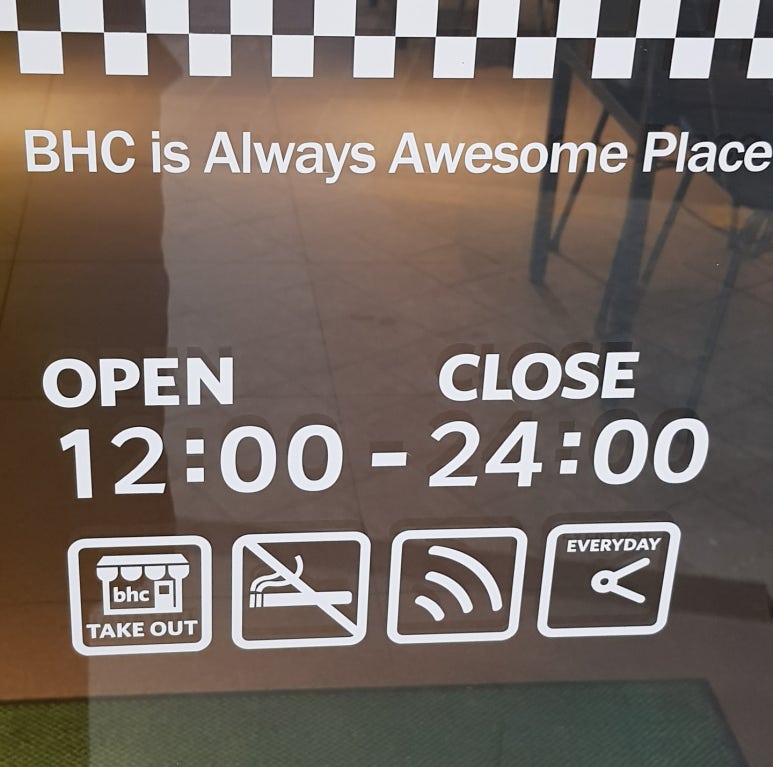 BHC is Always Awesome Place
OPEN CLOSE
12:00 - 24:00
bhc
TAKE OUT
EVERYDAY